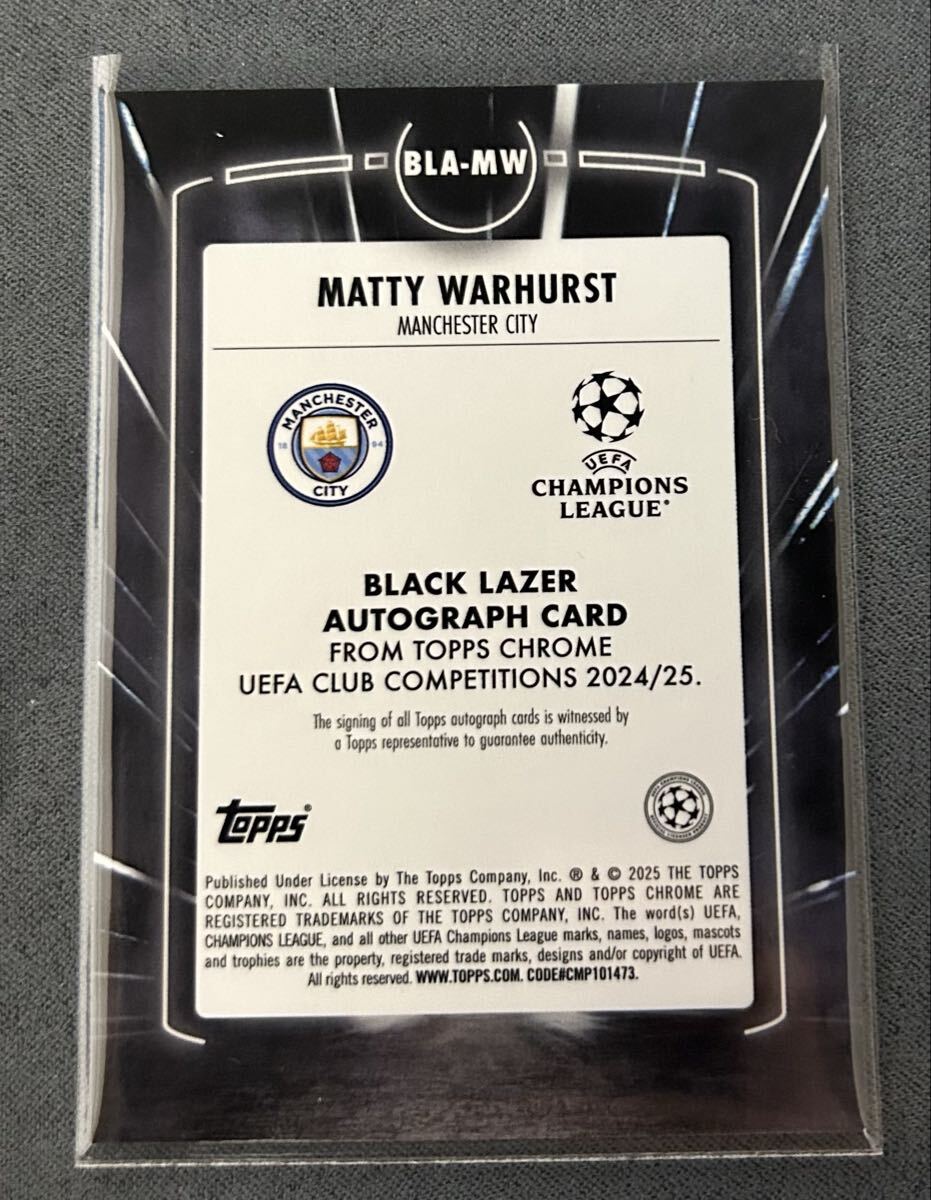 BLA-MW
MATTY WARHURST
MANCHESTER CITY
MANCHESTER
18 94
CITY
UEFA
CHAMPIONS
LEAGUE®
BLACK LAZER
AUTOGRAPH CARD
FROM TOPPS CHROME
UEFA CLUB COMPETITIONS 2024/25.
The signing of all Topps autograph cards is witnessed by
a Topps representative to guarantee authenticity.
Topps®
Published Under License by The Topps Company, Inc. ® & © 2025 THE TOPPS
COMPANY, INC. ALL RIGHTS RESERVED. TOPPS AND TOPPS CHROME ARE
REGISTERED TRADEMARKS OF THE TOPPS COMPANY, INC. The word(s) UEFA,
CHAMPIONS LEAGUE, and all other UEFA Champions League marks, names, logos, mascots
and trophies are the property, registered trade marks, designs and/or copyright of UEFA.
All rights reserved. WWW.TOPPS.COM. CODE#CMP101473.